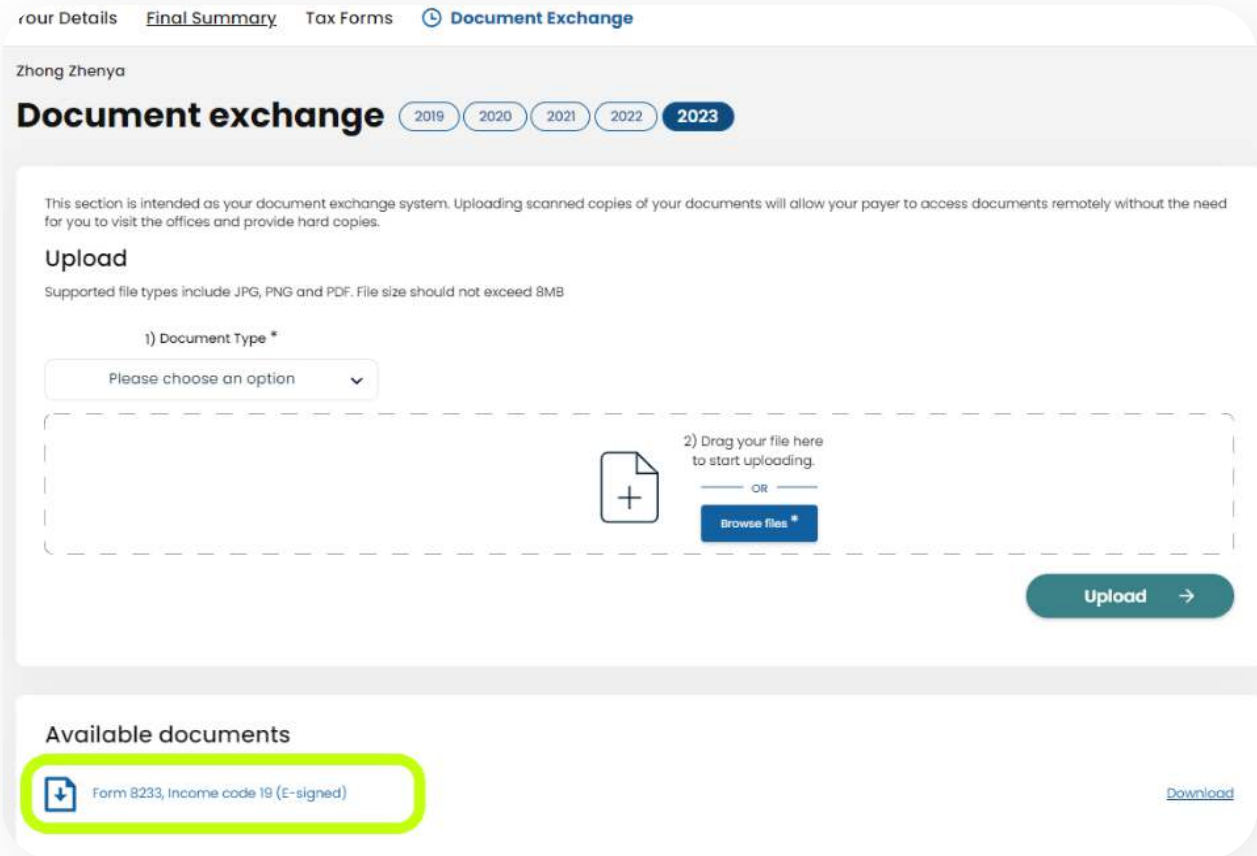 Your Details Final Summary Tax Forms Document Exchange
Zhong Zhenya
Document exchange 2019 2020 2021 2022 2023
This section is intended as your document exchange system. Uploading scanned copies of your documents will allow your payer to access documents remotely without the need
for you to visit the offices and provide hard copies.
Upload
Supported file types include JPG, PNG and PDF. File size should not exceed 8MB
1) Document Type *
Please choose an option
2) Drag your file here
to start uploading.
OR
Browse files *
Upload →
Available documents
Form 8233, Income code 19 (E-signed) Download